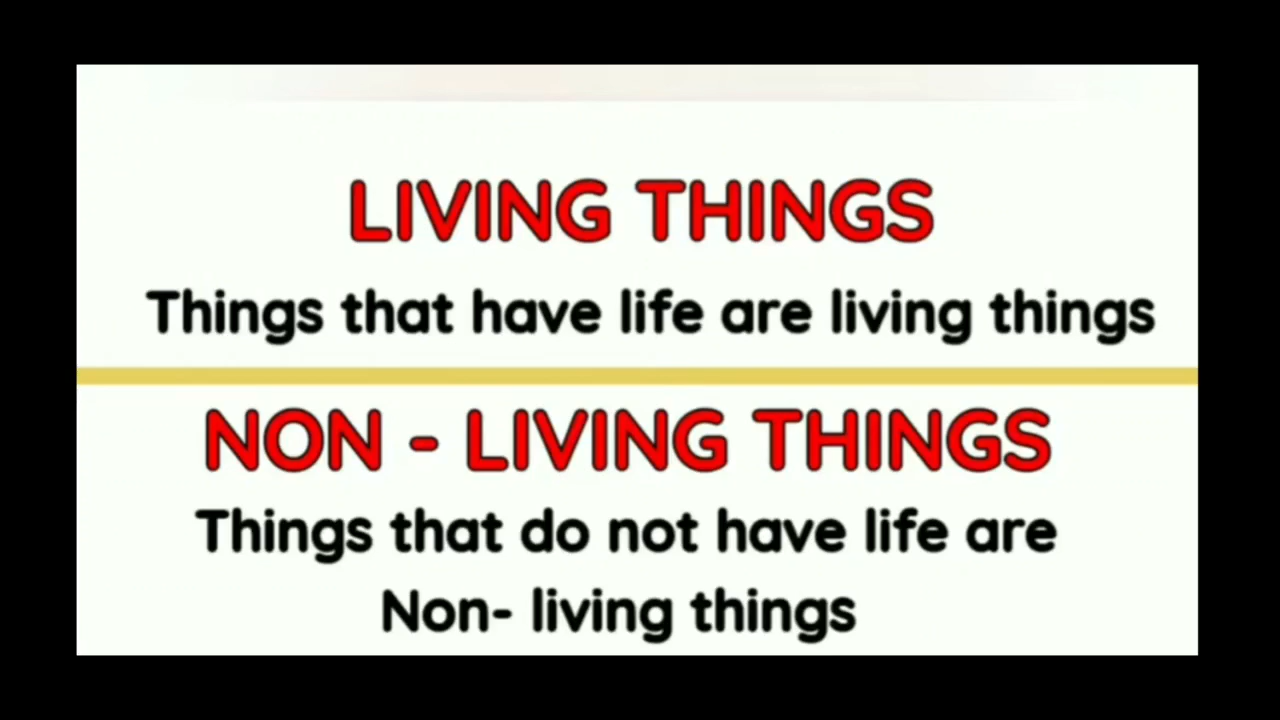 LIVING THINGS
Things that have life are living things
NON - LIVING THINGS
Things that do not have life are
Non- living things